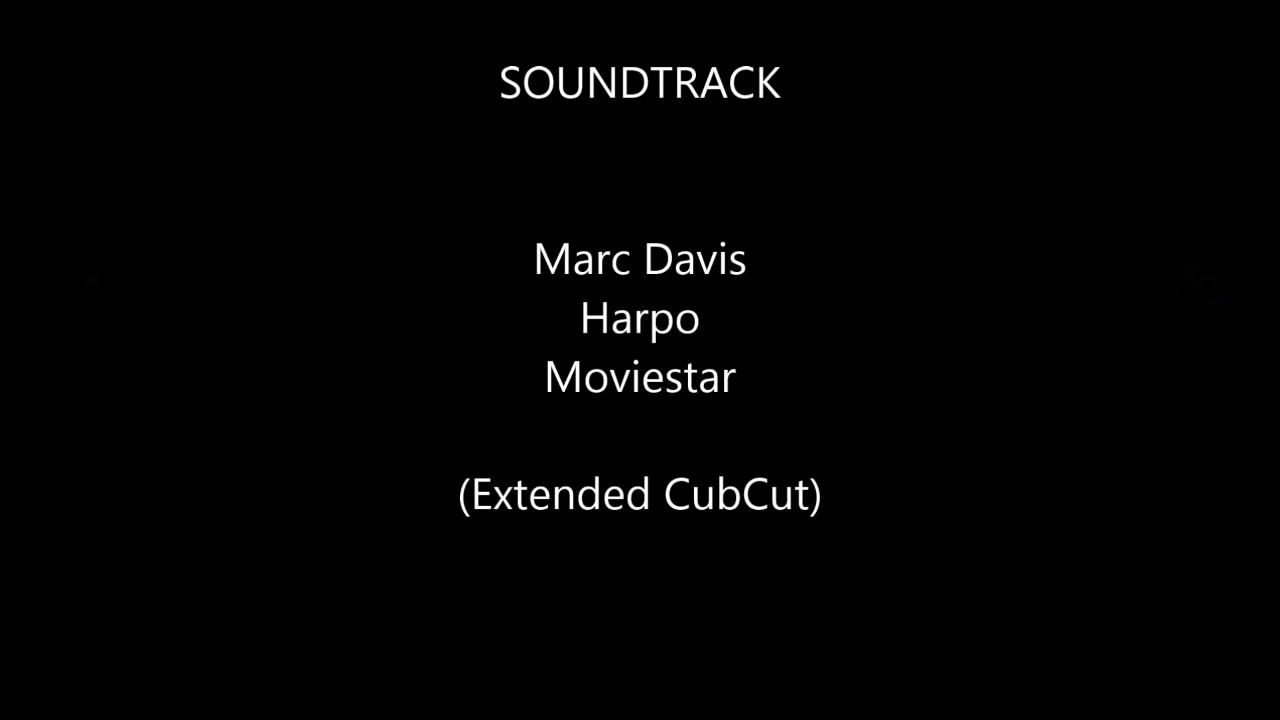 SOUNDTRACK
Marc Davis
Harpo
Moviestar
(Extended CubCut)